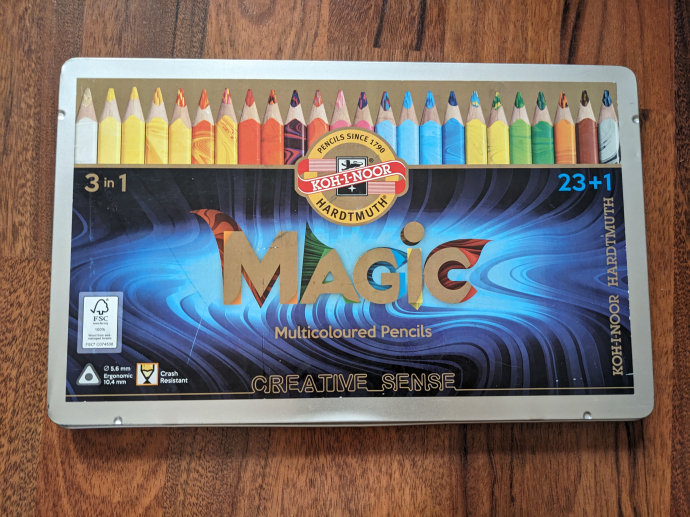 PENCILS SINCE 1790
KOH-I-NOOR
HARDTMUTH®
3 in 1
23+1
MAGIC
Multicoloured Pencils
KOH-I-NOOR HARDTMUTH
FSC
100%
Ø 5,6 mm
Ergonomic
10,4 mm
Crash
Resistant
CREATIVE SENSE